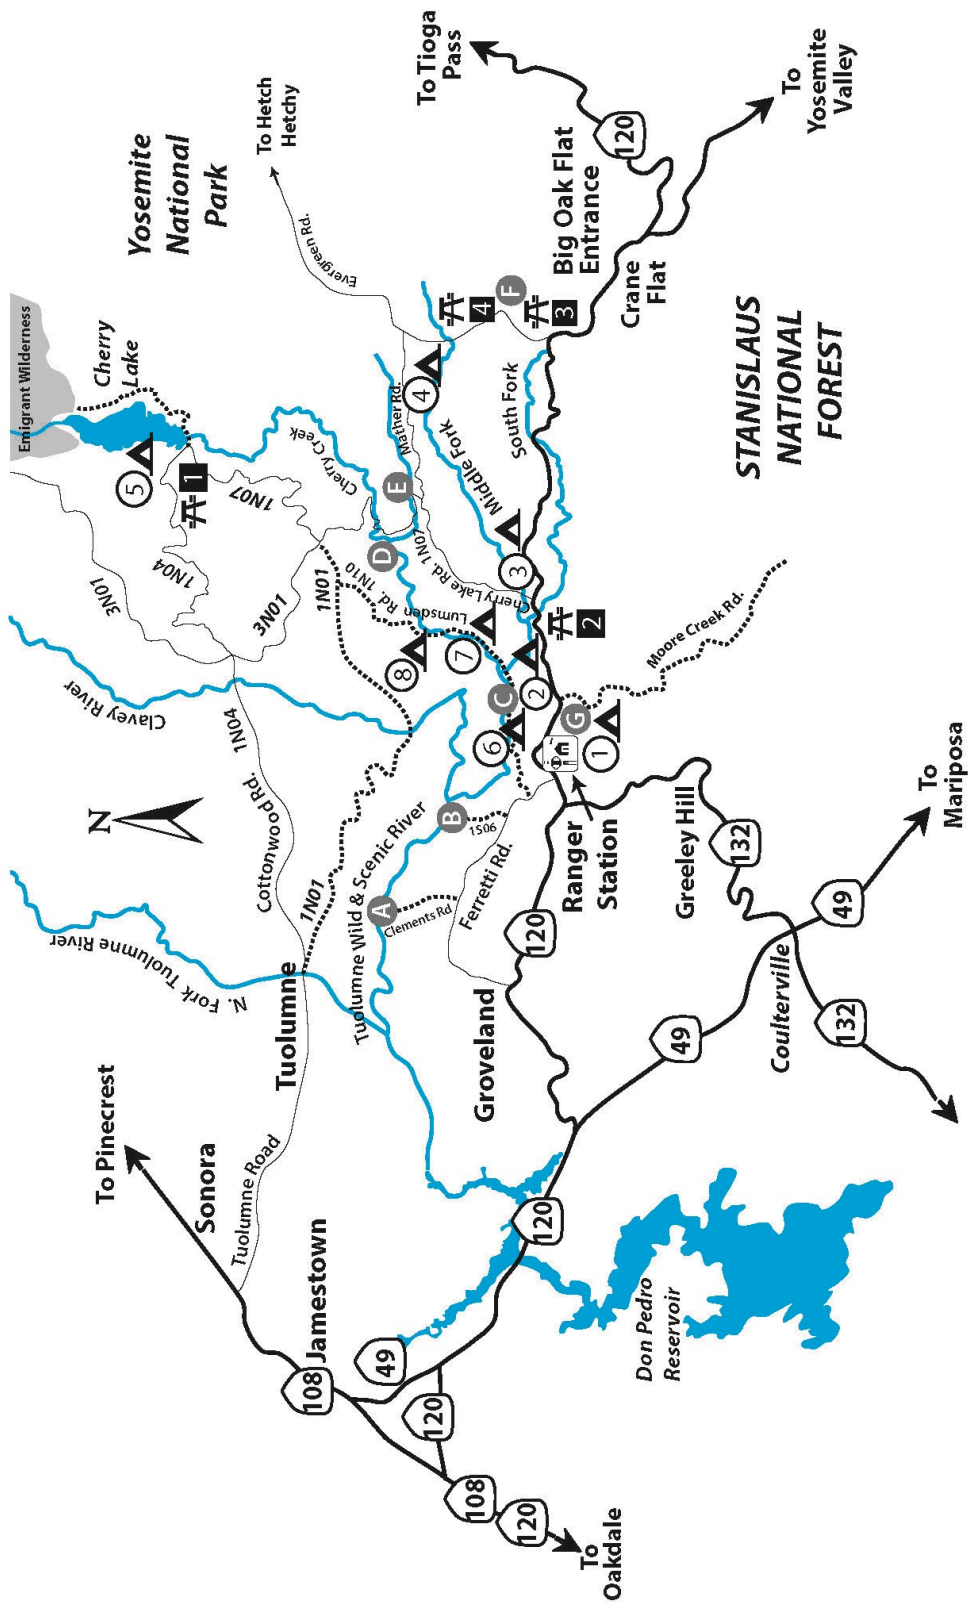 Emigrant Wilderness
Cherry
Lake
Yosemite
National
Park
To Hetch
Hetchy
Evergreen Rd.
To Tioga
Pass
120
To
Yosemite
Valley
Big Oak Flat
Entrance
Crane
Flat
N
To Pinecrest
Sonora
Tuolumne Road
Jamestown
108
49
120
108
120
To
Oakdale
Tuolumne
N. Fork Tuolumne River
Clavey River
Cottonwood Rd.
1N04
3N01
1N04
3N01
1N07
1N01
1N01
5
1
Cherry Creek
Mather Rd.
Lumsden Rd. 1N10
Cherry Lake Rd. 1N07
Middle Fork
South Fork
Tuolumne Wild & Scenic River
A
B
C
D
E
F
G
4
4
3
3
2
2
8
7
6
1
Clements Rd
1S06
Ferretti Rd.
Groveland
120
Ranger
Station
Moore Creek Rd.
STANISLAUS
NATIONAL
FOREST
Greeley Hill
132
49
To
Mariposa
Coulterville
132
49
120
Don Pedro
Reservoir